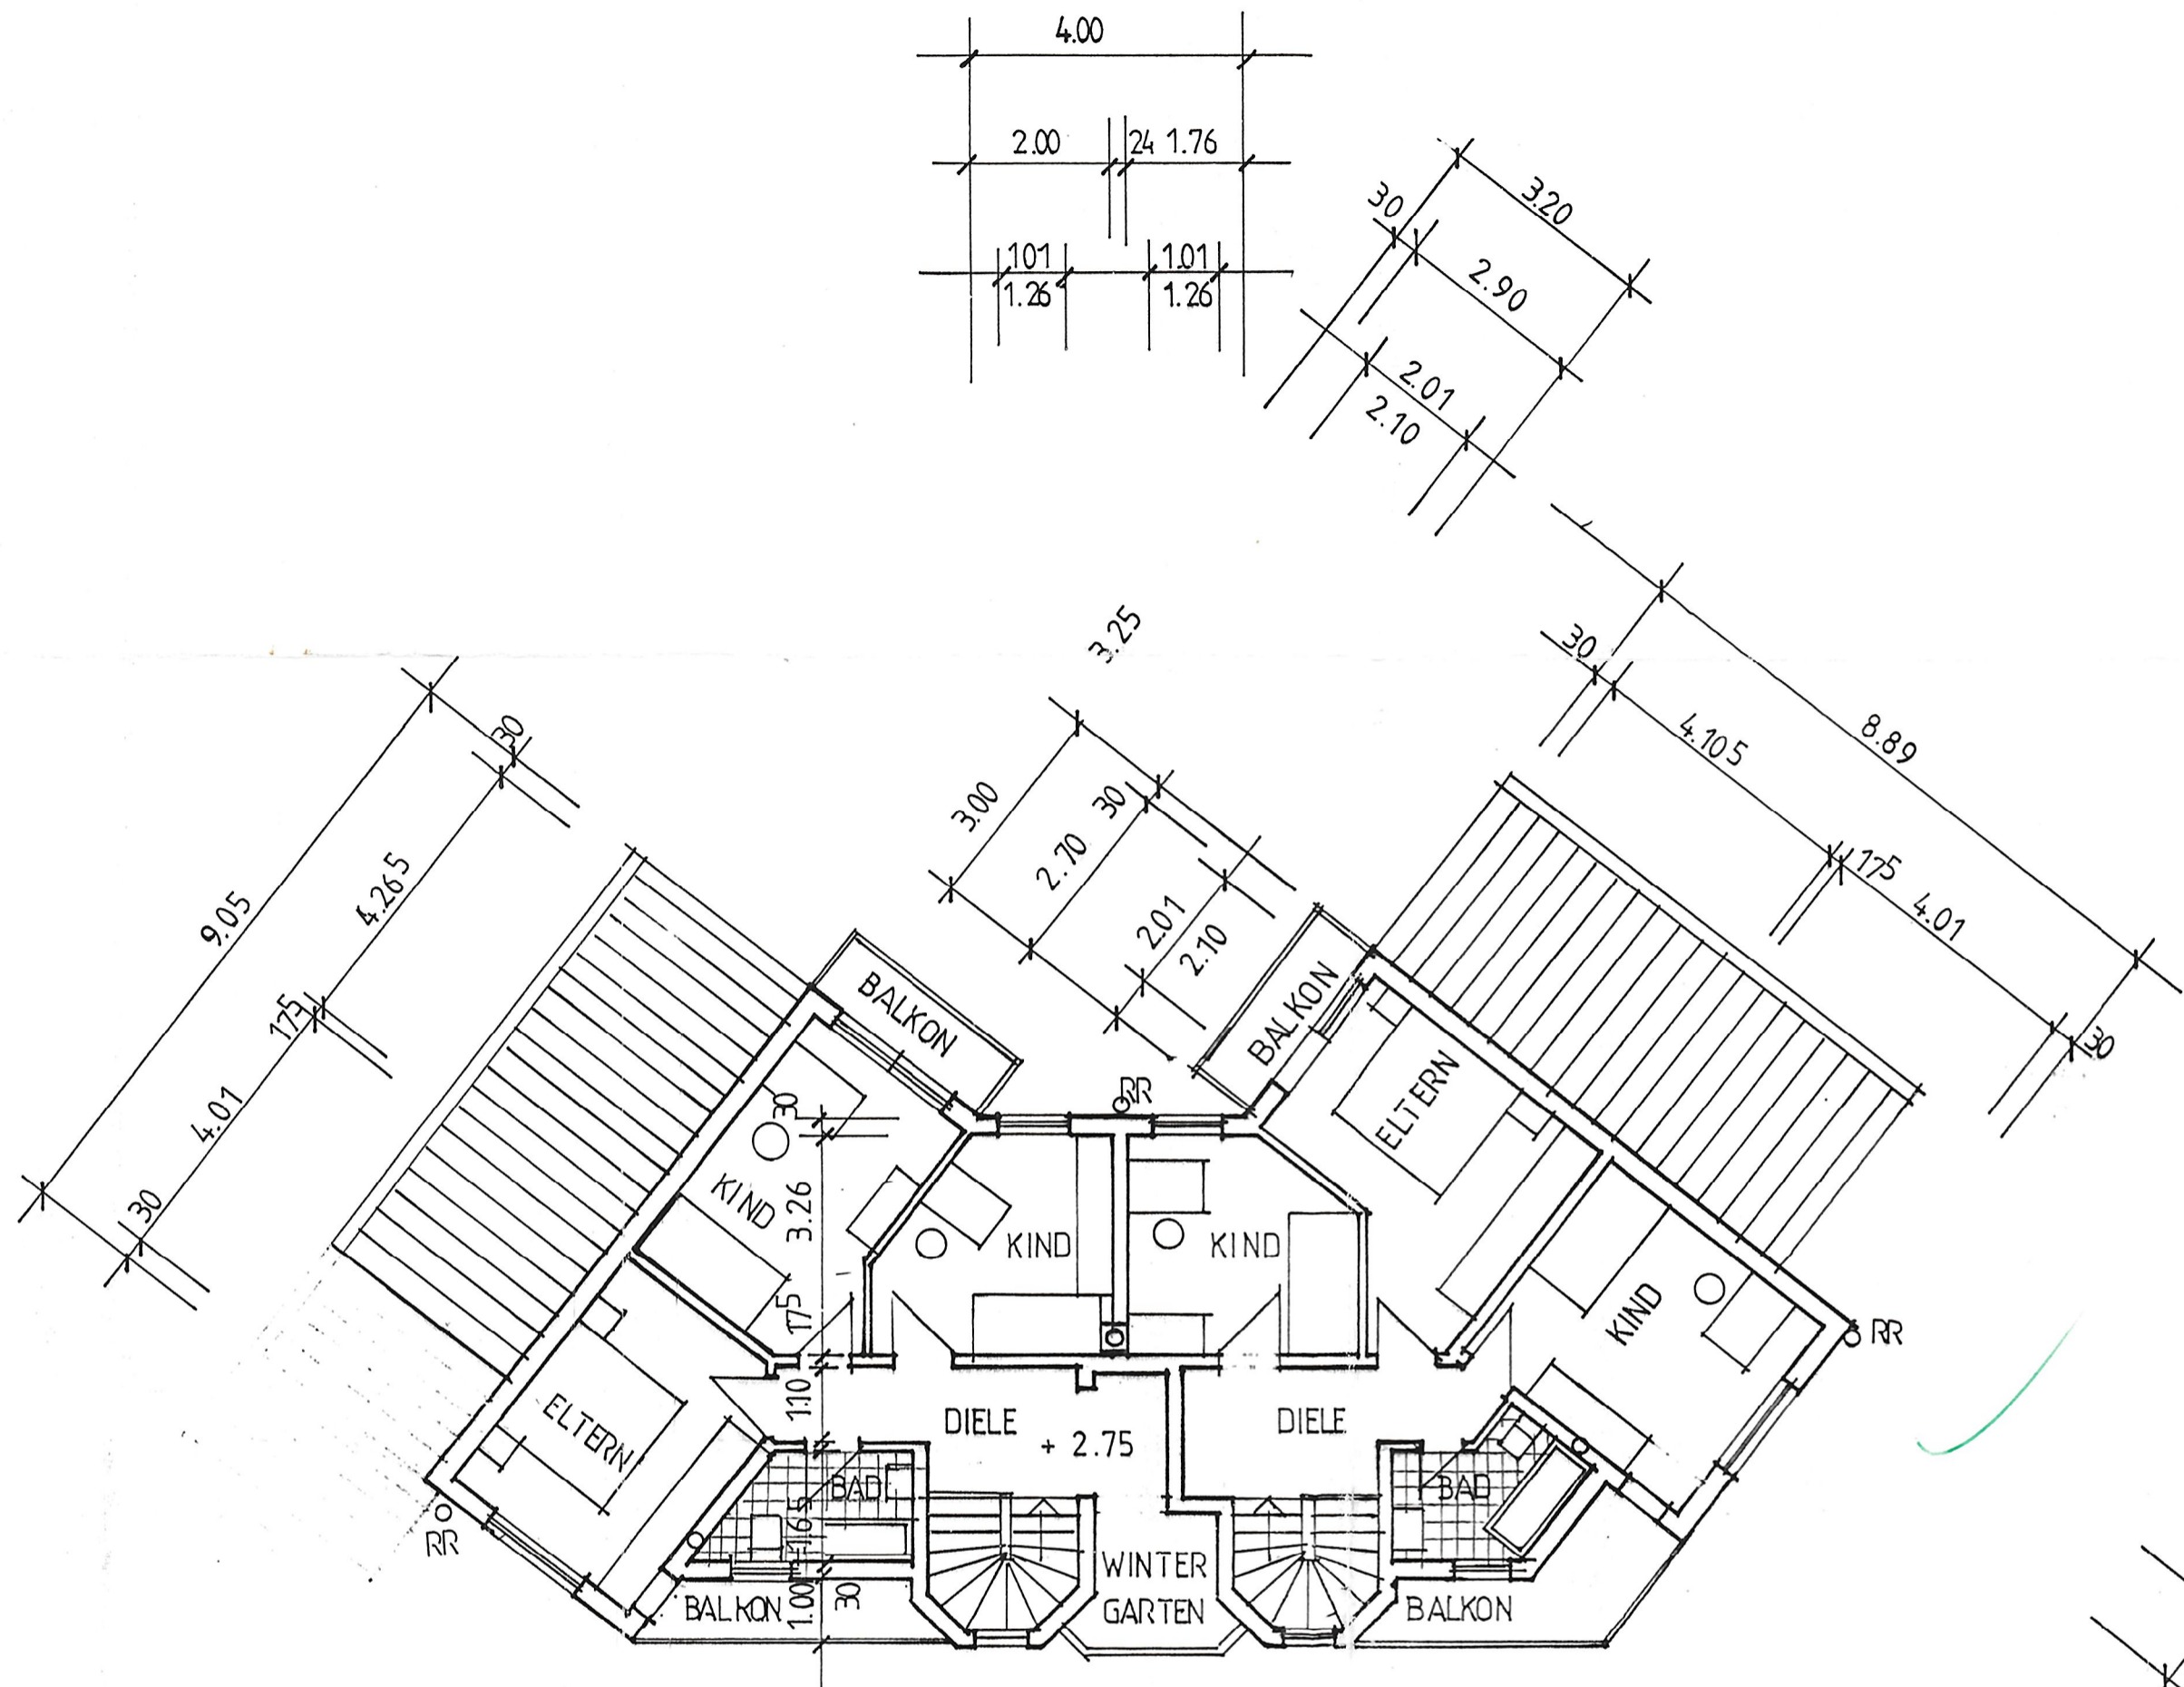 4.00
2.00 24 1.76
101 1.01
1.26 1.26
3.20
30
2.90
2.01
2.10
3.25
30
8.89
4.105
175
4.01
30
30
3.00
30
2.70
2.01
2.10
9.05
4.265
175
4.01
30
BALKON
BALKON
RR
ELTERN
30
KIND
3.26
KIND
KIND
KIND
RR
175
1.10
DIELE
+ 2.75
DIELE
ELTERN
BAD
BAD
1.65
RR
WINTER
GARTEN
BALKON
1.00
30
BALKON